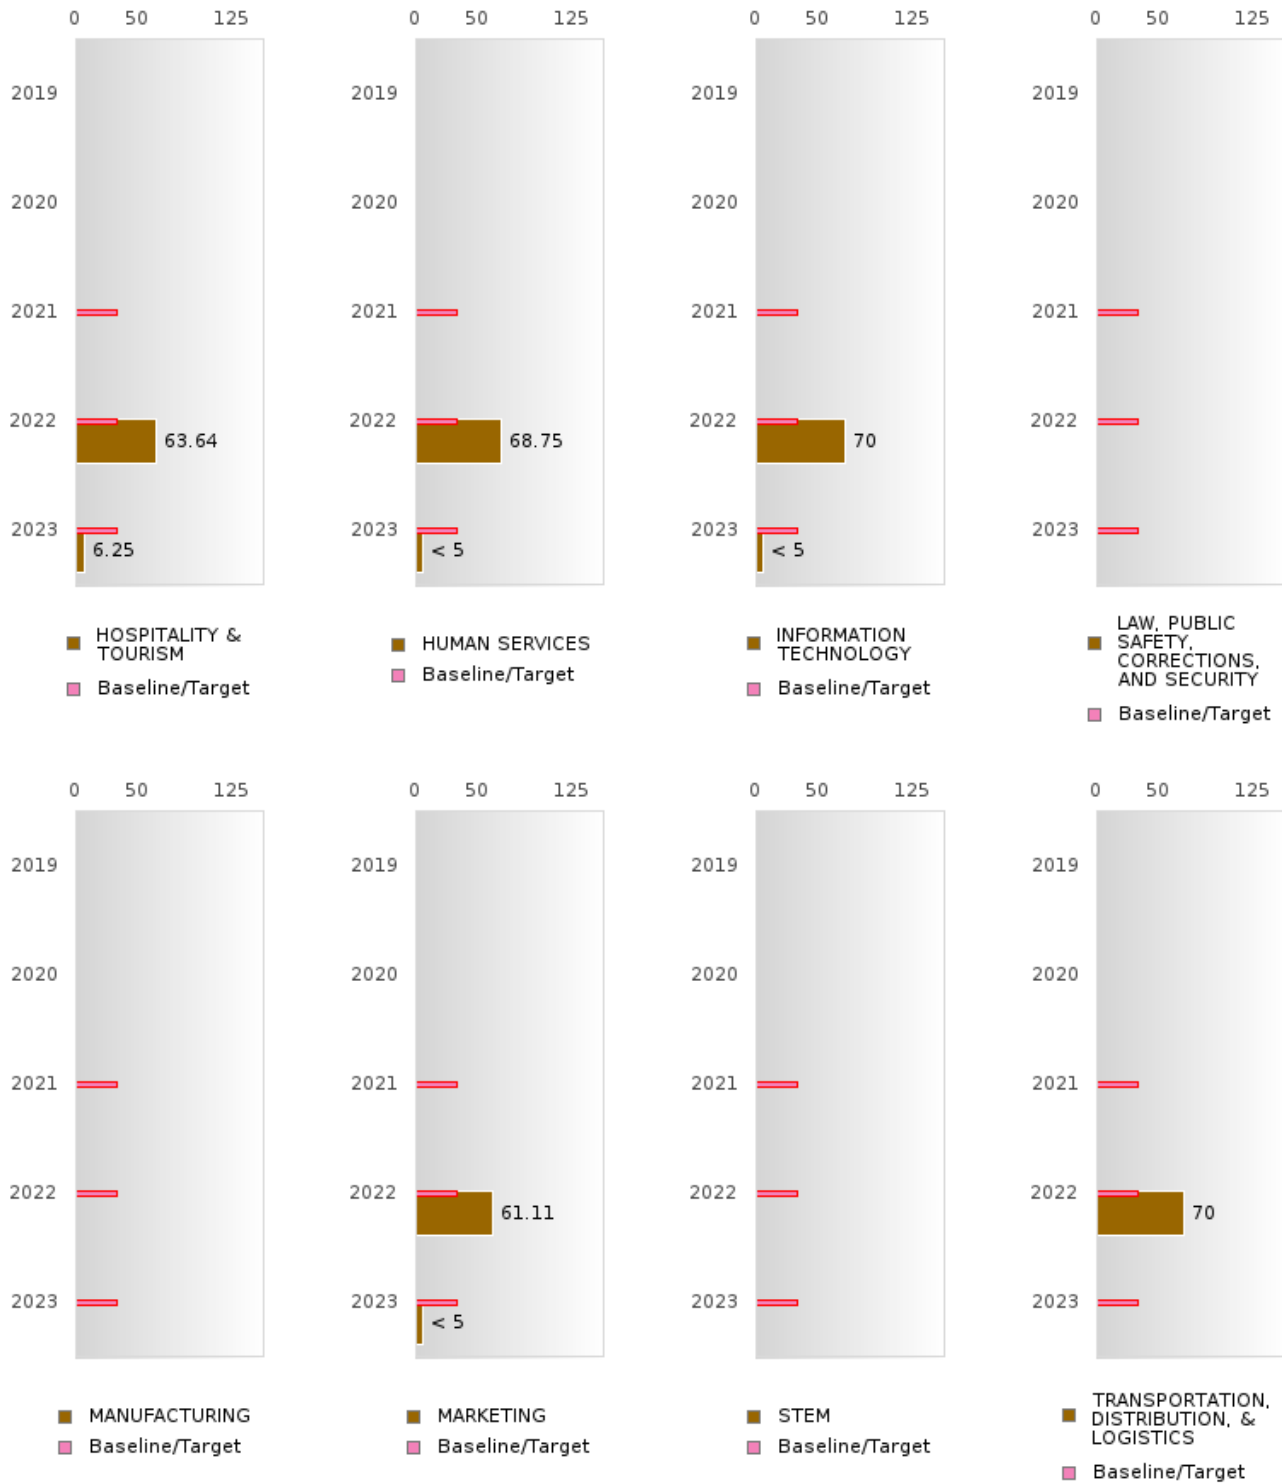 0 50 125
0 50 125
0 50 125
0 50 125
2019
2019
2019
2019
2020
2020
2020
2020
2021
2021
2021
2021
2022
63.64
2022
68.75
2022
70
2022
2023
6.25
2023
< 5
2023
< 5
2023
HOSPITALITY &
TOURISM
Baseline/Target
HUMAN SERVICES
Baseline/Target
INFORMATION
TECHNOLOGY
Baseline/Target
LAW, PUBLIC
SAFETY,
CORRECTIONS,
AND SECURITY
Baseline/Target
0 50 125
0 50 125
0 50 125
0 50 125
2019
2019
2019
2019
2020
2020
2020
2020
2021
2021
2021
2021
2022
2022
61.11
2022
2022
70
2023
2023
< 5
2023
2023
MANUFACTURING
Baseline/Target
MARKETING
Baseline/Target
STEM
Baseline/Target
TRANSPORTATION,
DISTRIBUTION, &
LOGISTICS
Baseline/Target